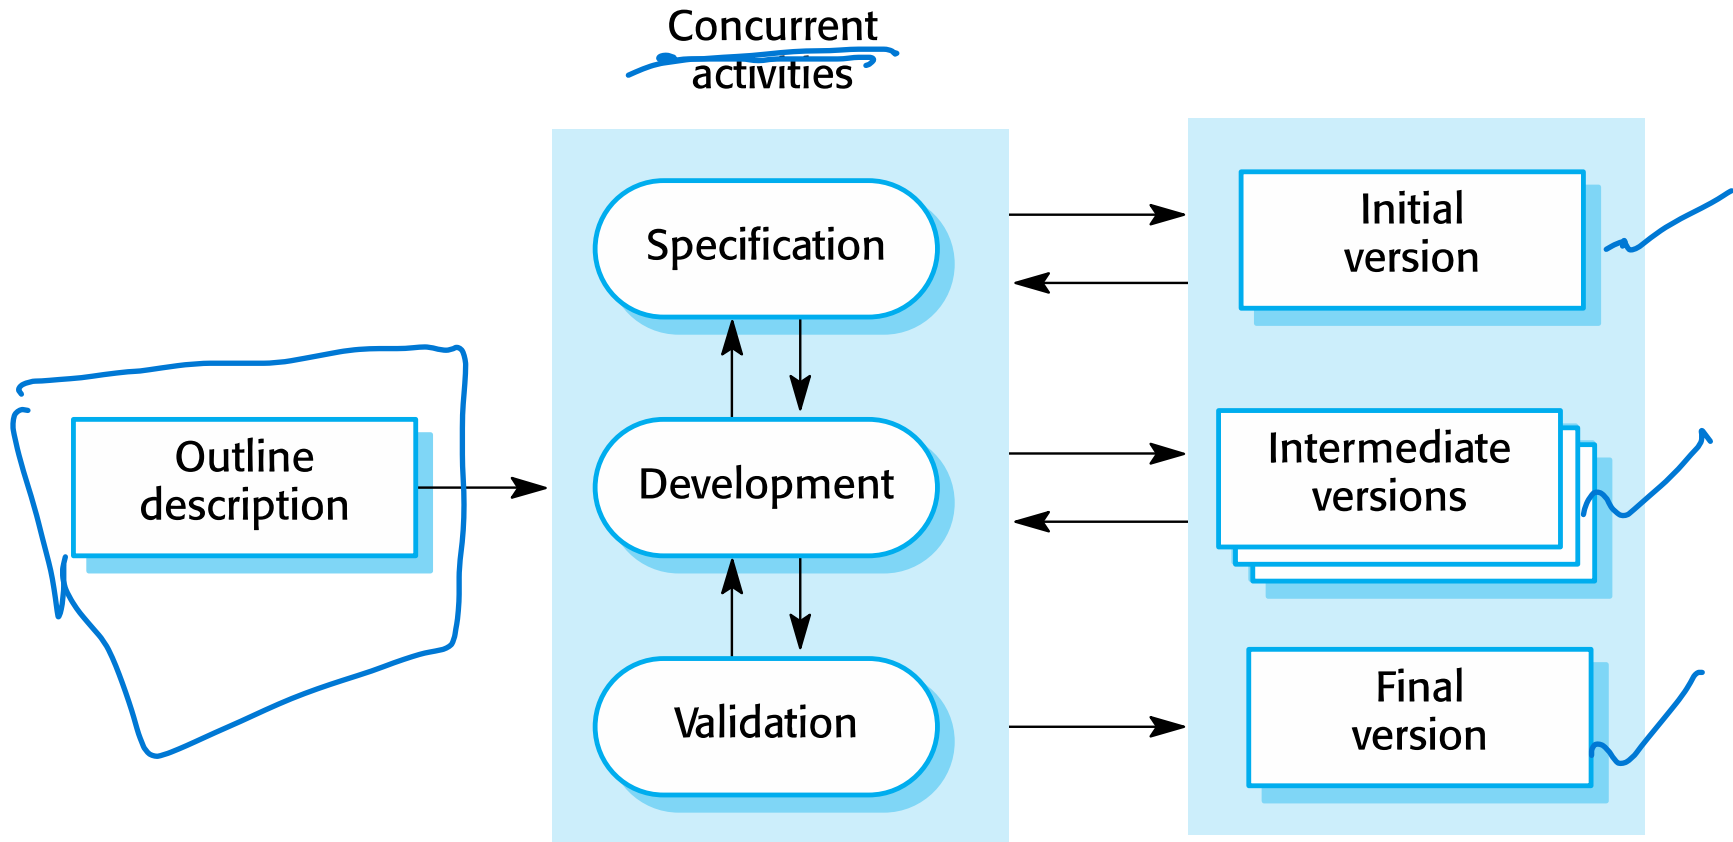 Concurrent
activities
Specification
Initial
version
Outline
description
Development
Intermediate
versions
Validation
Final
version